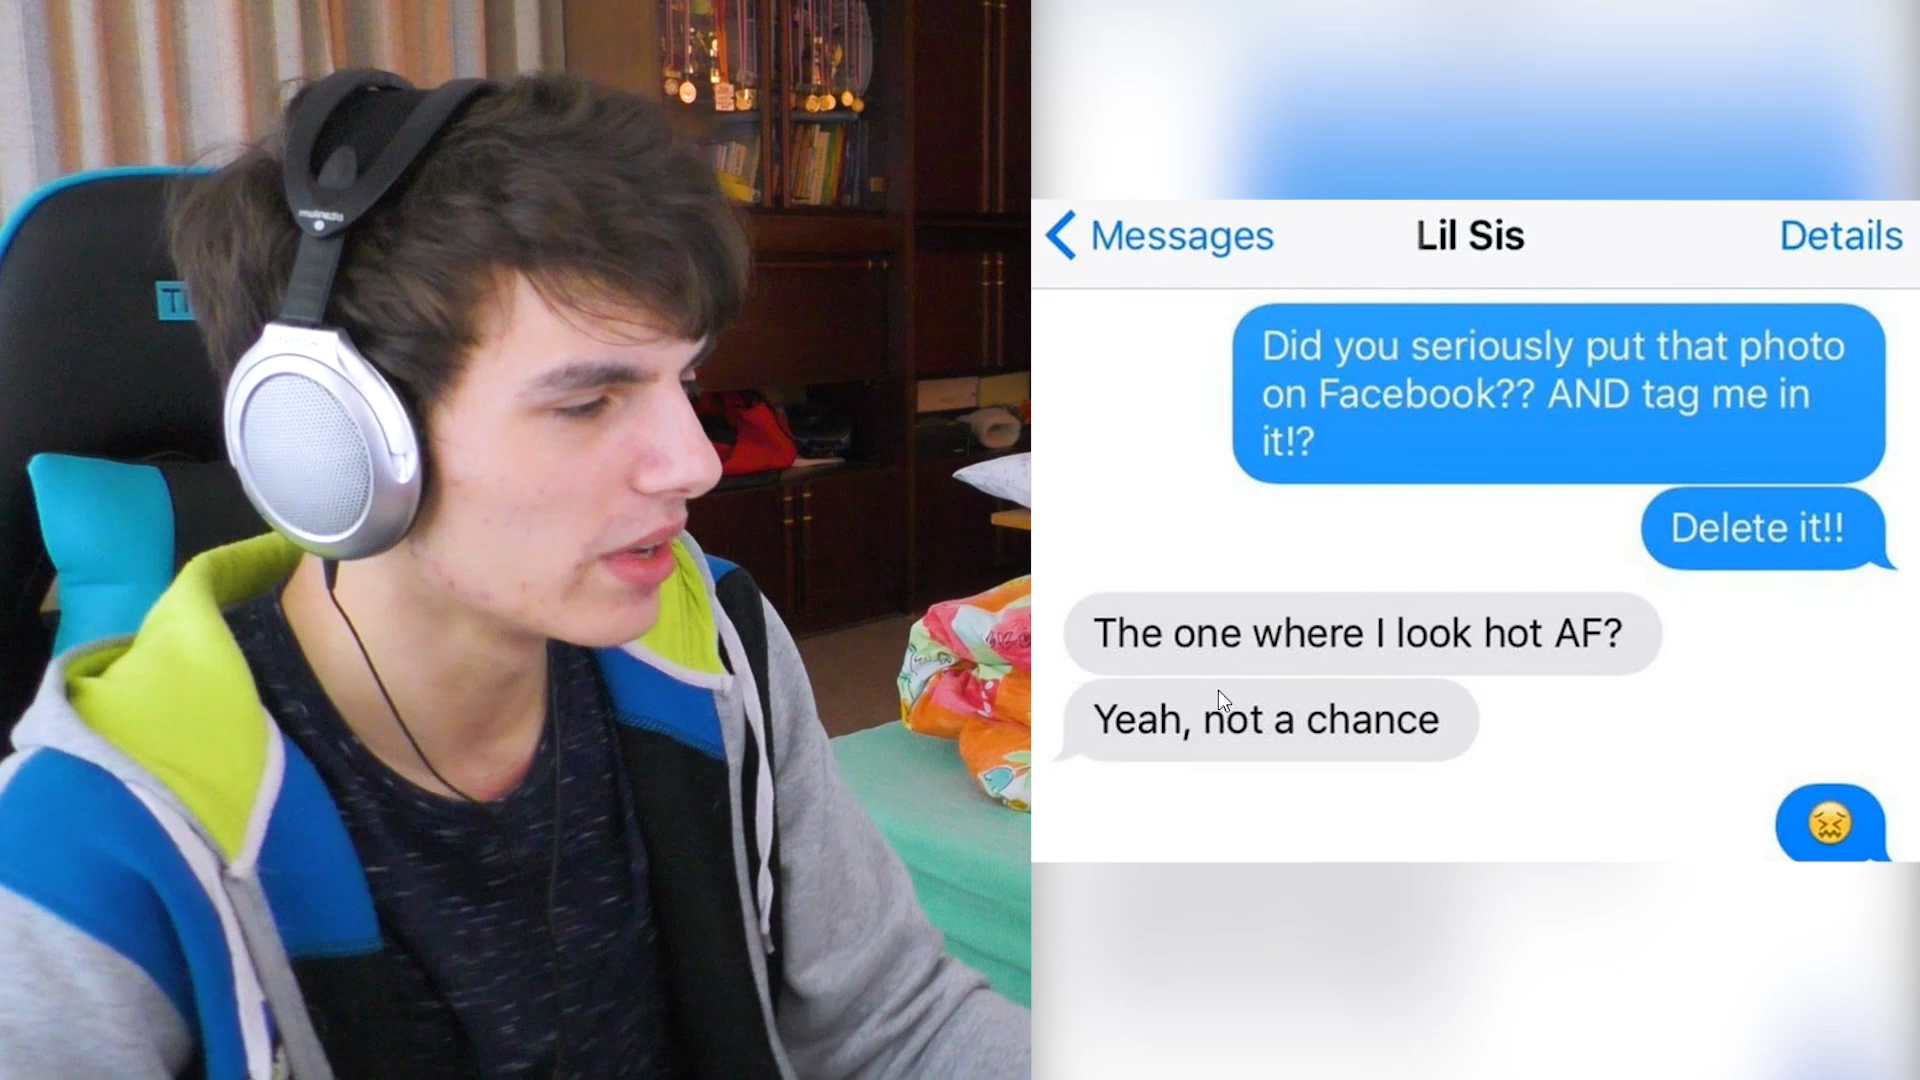 Messages
Lil Sis
Details
Did you seriously put that photo
on Facebook?? AND tag me in
it!?
Delete it!!
The one where I look hot AF?
Yeah, not a chance